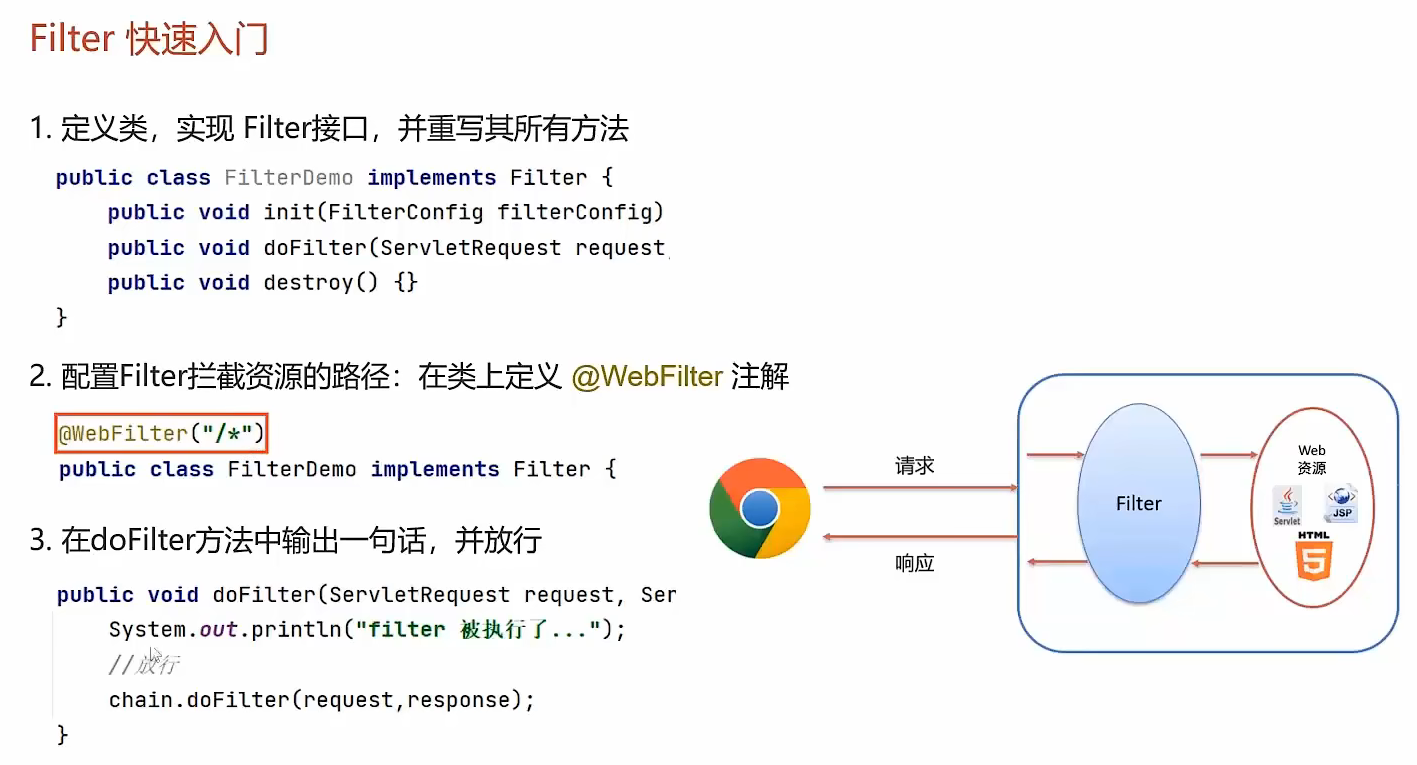 Filter 快速入门
1. 定义类，实现 Filter接口，并重写其所有方法
public class FilterDemo implements Filter {
public void init(FilterConfig filterConfig)
public void doFilter(ServletRequest request,
public void destroy() {}
}
2. 配置Filter拦截资源的路径：在类上定义 @WebFilter 注解
@WebFilter("/*")
public class FilterDemo implements Filter {
3. 在doFilter方法中输出一句话，并放行
public void doFilter(ServletRequest request, Ser
System.out.println("filter 被执行了...");
//放行
chain.doFilter(request,response);
}
请求
响应
Filter
Web
资源
Servlet
JSP
HTML
5